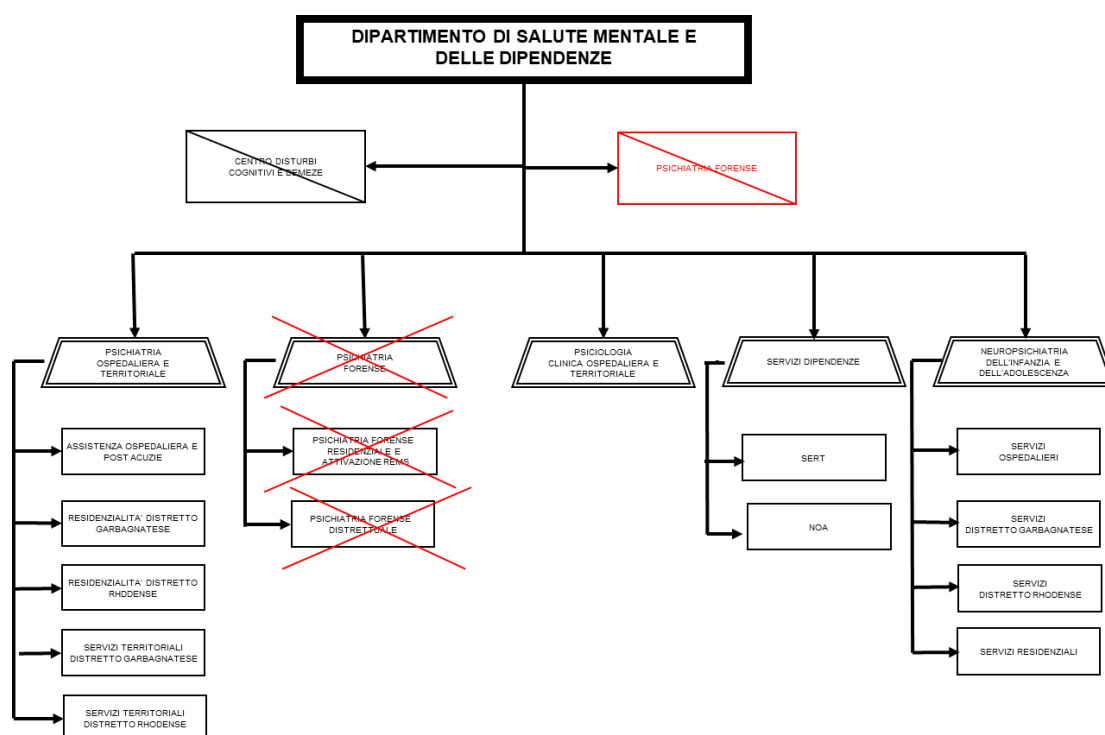 DIPARTIMENTO DI SALUTE MENTALE E
DELLE DIPENDENZE
CENTRO DISTURBI
COGNITIVI E DEMEZE
PSICHIATRIA FORENSE
PSICHIATRIA
OSPEDALIERA E
TERRITORIALE
PSICHIATRIA
FORENSE
PSICIOLOGIA
CLINICA OSPEDALIERA E
TERRITORIALE
SERVIZI DIPENDENZE
NEUROPSICHIATRIA
DELL'INFANZIA E
DELL'ADOLESCENZA
ASSISTENZA OSPEDALIERA E
POST ACUZIE
RESIDENZIALITA' DISTRETTO
GARBAGNATESE
RESIDENZIALITA' DISTRETTO
RHDDENSE
SERVIZI TERRITORIALI
DISTRETTO GARBAGNATESE
SERVIZI TERRITORIALI
DISTRETTO RHODENSE
PSICHIATRIA FORENSE
RESIDENZIALE E
ATTIVAZIONE REMS
PSICHIATRIA FORENSE
DISTRETTUALE
SERT
NOA
SERVIZI
OSPEDALIERI
SERVIZI
DISTRETTO GARBAGNATESE
SERVIZI
DISTRETTO RHODENSE
SERVIZI RESIDENZIALI